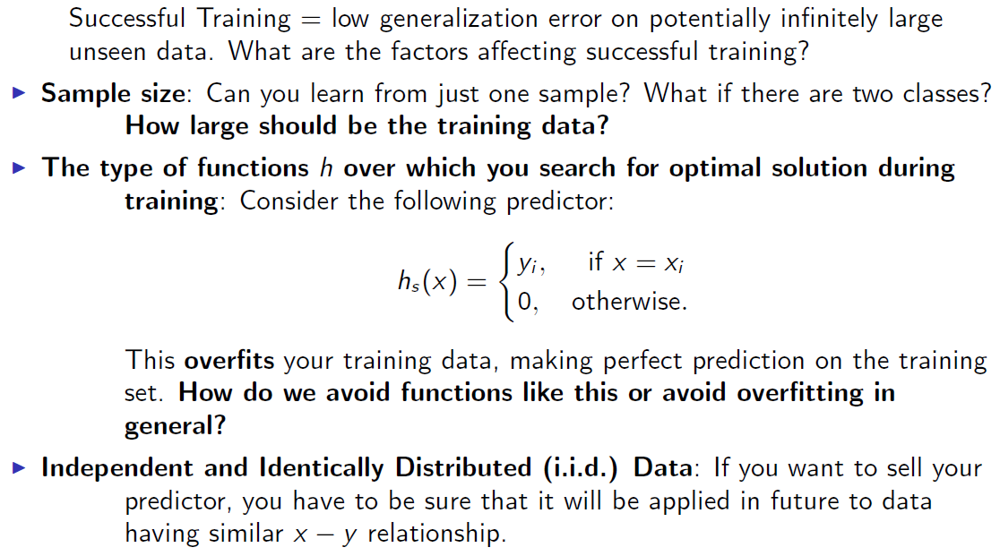 Successful Training = low generalization error on potentially infinitely large
unseen data. What are the factors affecting successful training?
▶ Sample size: Can you learn from just one sample? What if there are two classes?
How large should be the training data?
▶ The type of functions h over which you search for optimal solution during
training: Consider the following predictor:
h_s(x) = { y_i, if x = x_i
0, otherwise.
This overfits your training data, making perfect prediction on the training
set. How do we avoid functions like this or avoid overfitting in
general?
▶ Independent and Identically Distributed (i.i.d.) Data: If you want to sell your
predictor, you have to be sure that it will be applied in future to data
having similar x − y relationship.